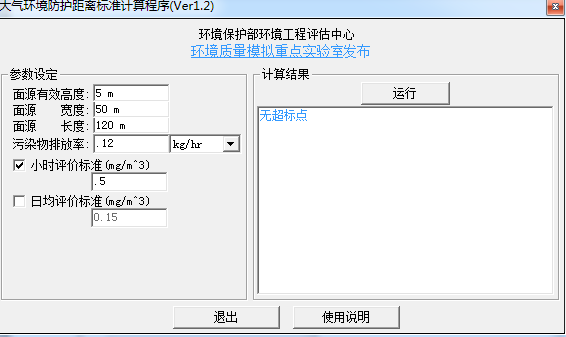 大气环境防护距离标准计算程序(Ver1.2)
环境保护部环境工程评估中心
环境质量模拟重点实验室发布
参数设定
面源有效高度: 5 m
面源 宽度: 50 m
面源 长度: 120 m
污染物排放率: .12 kg/hr
小时评价标准(mg/m^3)
.5
日均评价标准(mg/m^3)
0.15
计算结果
运行
无超标点
退出
使用说明